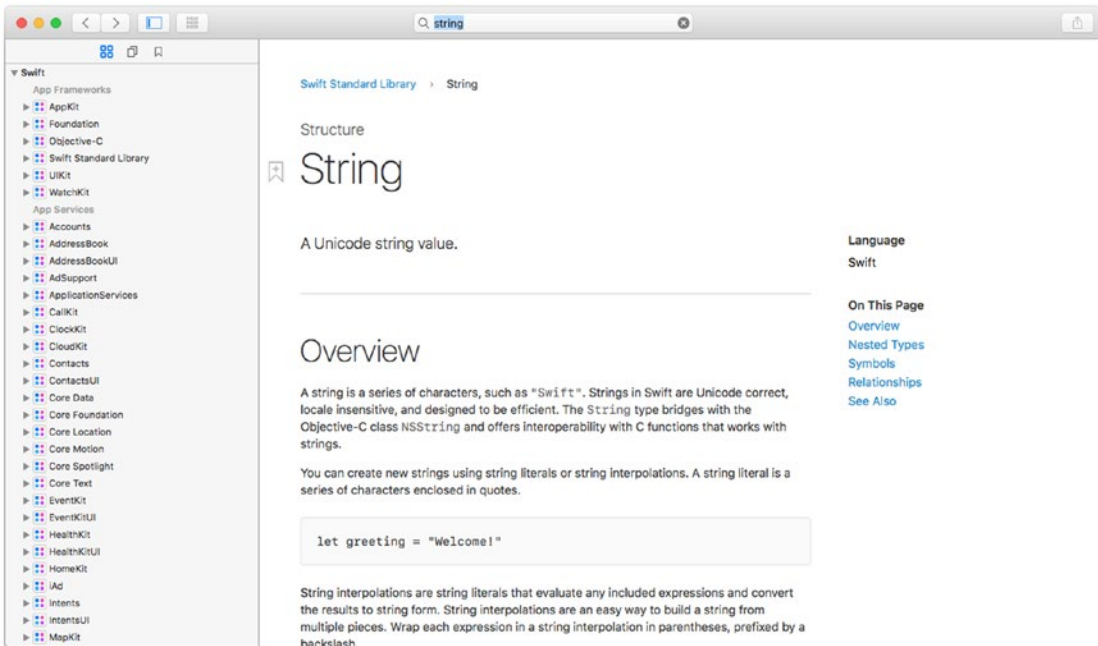 string
Swift
App Frameworks
AppKit
Foundation
Objective-C
Swift Standard Library
UIKit
WatchKit
App Services
Accounts
AddressBook
AddressBookUI
AdSupport
ApplicationServices
CallKit
ClockKit
CloudKit
Contacts
ContactsUI
Core Data
Core Foundation
Core Location
Core Motion
Core Spotlight
Core Text
EventKit
EventKitUI
HealthKit
HealthKitUI
HomeKit
iAd
Intents
IntentsUI
MapKit
Swift Standard Library › String
Structure
String
A Unicode string value.
Overview
A string is a series of characters, such as "Swift". Strings in Swift are Unicode correct,
locale insensitive, and designed to be efficient. The String type bridges with the
Objective-C class NSString and offers interoperability with C functions that works with
strings.
You can create new strings using string literals or string interpolations. A string literal is a
series of characters enclosed in quotes.
let greeting = "Welcome!"
String interpolations are string literals that evaluate any included expressions and convert
the results to string form. String interpolations are an easy way to build a string from
multiple pieces. Wrap each expression in a string interpolation in parentheses, prefixed by a
backslash.
Language
Swift
On This Page
Overview
Nested Types
Symbols
Relationships
See Also